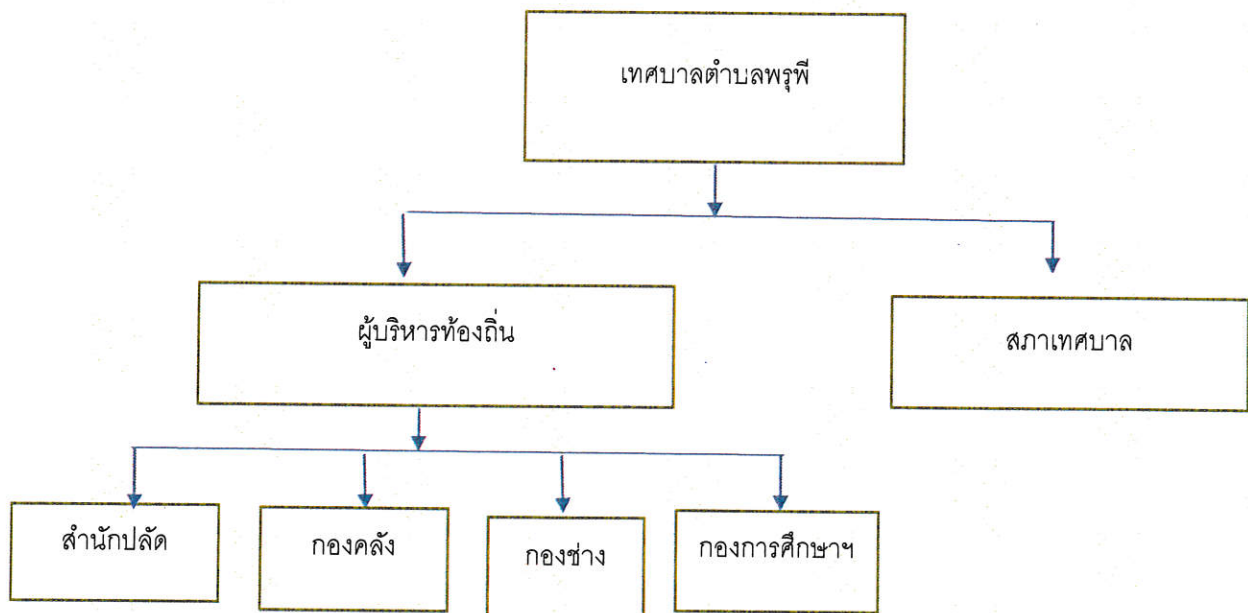 เทศบาลตำบลพรุพี
ผู้บริหารท้องถิ่น
สภาเทศบาล
สำนักปลัด
กองคลัง
กองช่าง
กองการศึกษาฯ